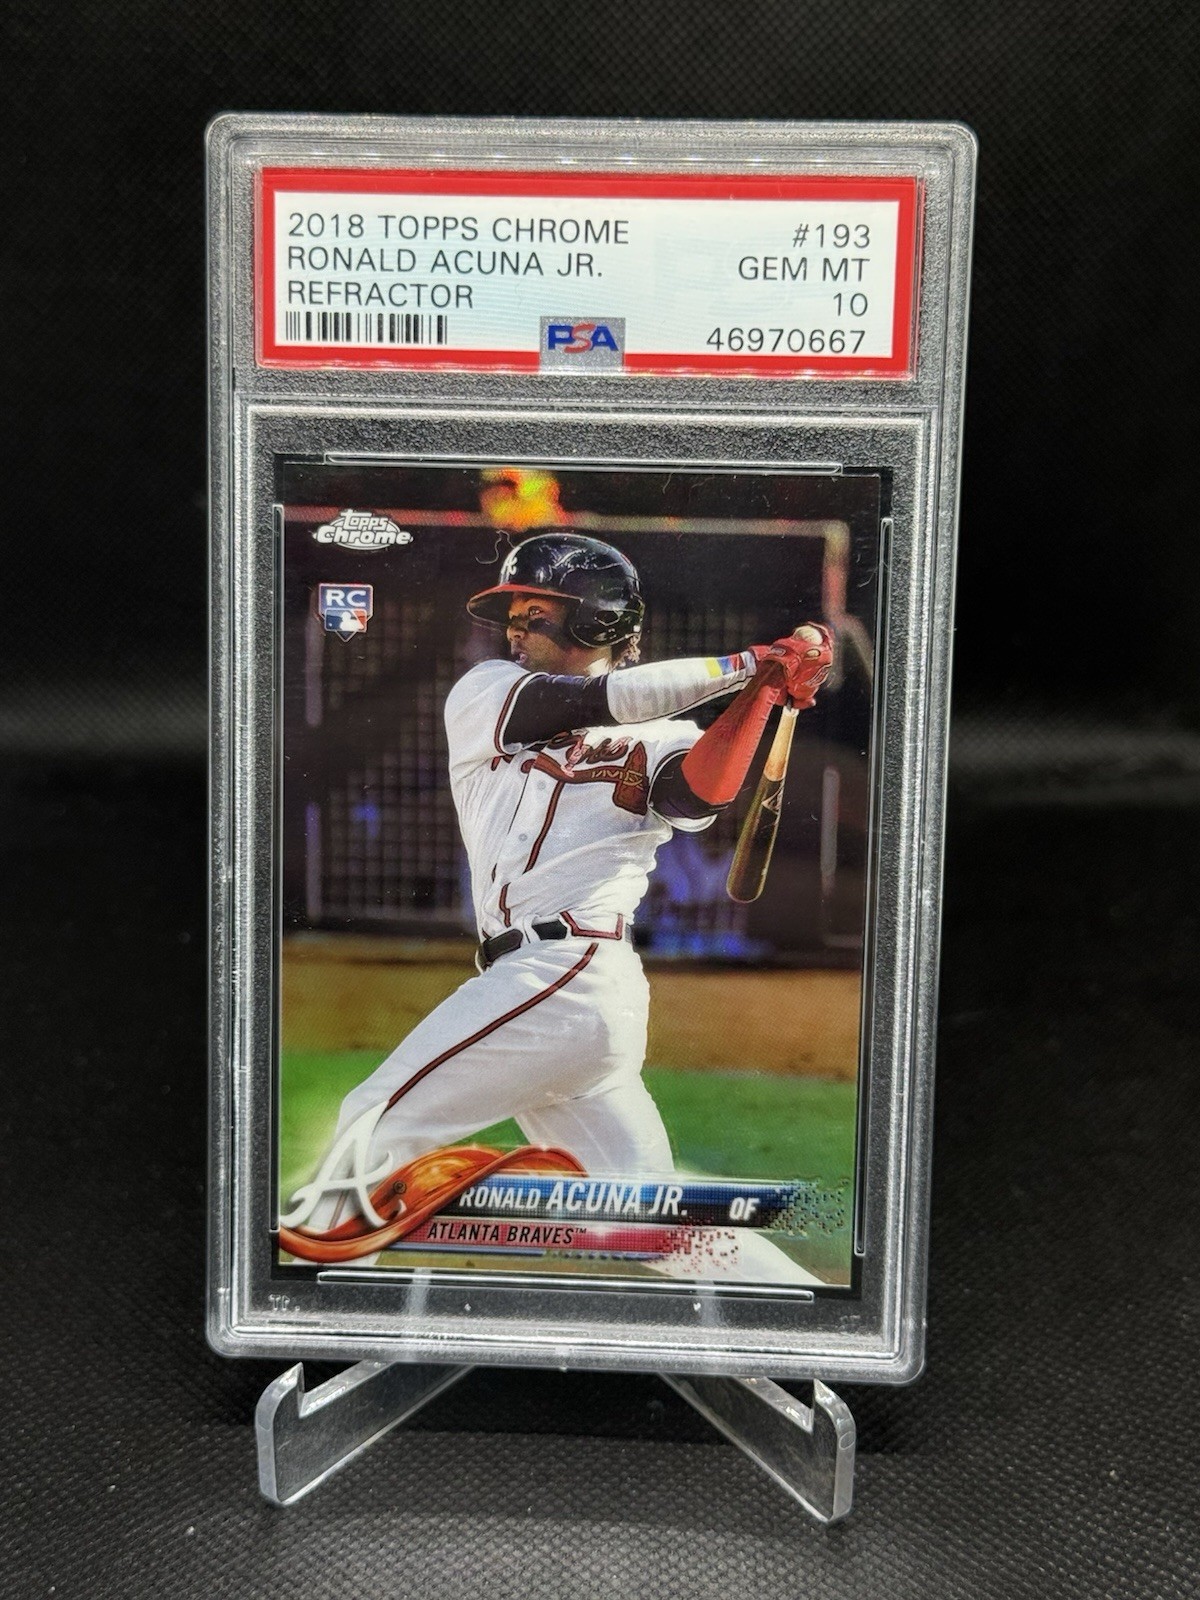 2018 TOPPS CHROME #193
RONALD ACUNA JR. GEM MT
REFRACTOR 10
PSA 46970667
Topps
Chrome
RC
A
RONALD ACUNA JR. OF
ATLANTA BRAVES™
A ®